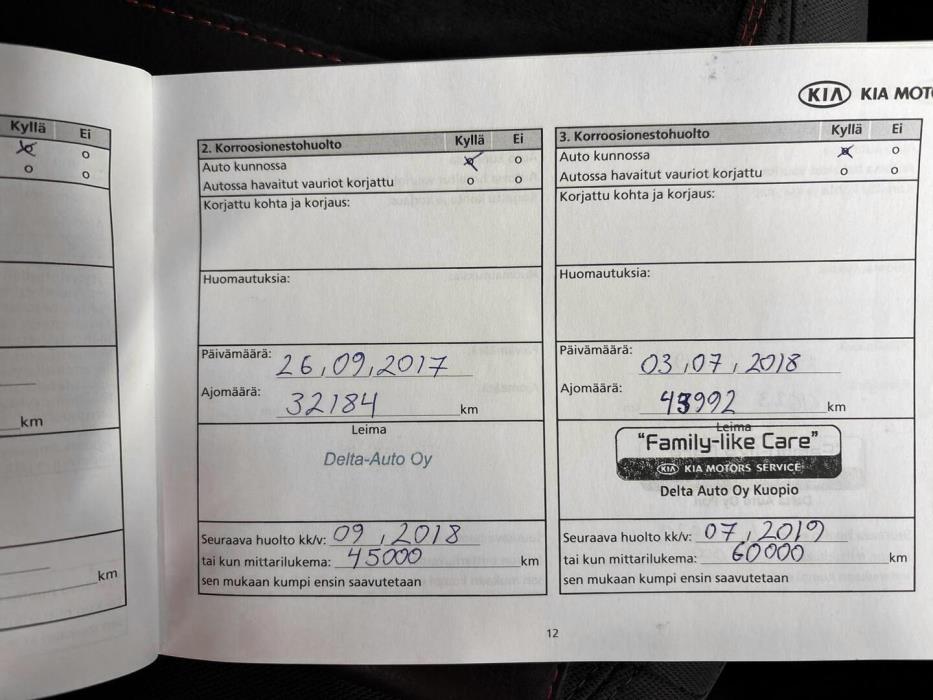 KIA KIA MOT
Kyllä Ei
o
o o
km
km
2. Korroosionestohuolto Kyllä Ei
Auto kunnossa o
Autossa havaitut vauriot korjattu o o
Korjattu kohta ja korjaus:
Huomautuksia:
Päivämäärä: 26,09,2017
Ajomäärä: 32184 km
Leima
Delta-Auto Oy
Seuraava huolto kk/v: 09, 2018
tai kun mittarilukema: 45000 km
sen mukaan kumpi ensin saavutetaan
3. Korroosionestohuolto Kyllä Ei
Auto kunnossa o
Autossa havaitut vauriot korjattu o o
Korjattu kohta ja korjaus:
Huomautuksia:
Päivämäärä: 03,07, 2018
Ajomäärä: 43992 km
Leima
"Family-like Care"
KIA KIA MOTORS SERVICE
Delta Auto Oy Kuopio
Seuraava huolto kk/v: 07, 2019
tai kun mittarilukema: 60000 km
sen mukaan kumpi ensin saavutetaan
12